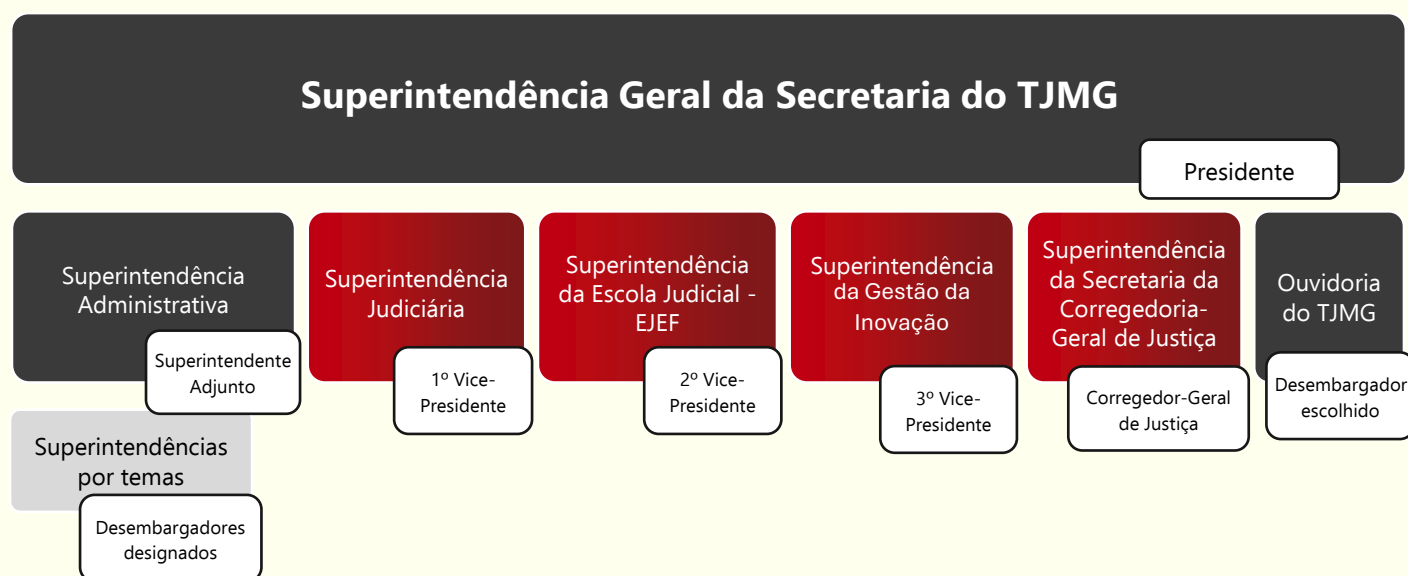 Superintendência Geral da Secretaria do TJMG
Presidente
Superintendência
Administrativa
Superintendente
Adjunto
Superintendências
por temas
Desembargadores
designados
Superintendência
Judiciária
1º Vice-
Presidente
Superintendência
da Escola Judicial -
EJEF
2º Vice-
Presidente
Superintendência
da Gestão da
Inovação
3º Vice-
Presidente
Superintendência
da Secretaria da
Corregedoria-
Geral de Justiça
Corregedor-Geral
de Justiça
Ouvidoria
do TJMG
Desembargador
escolhido